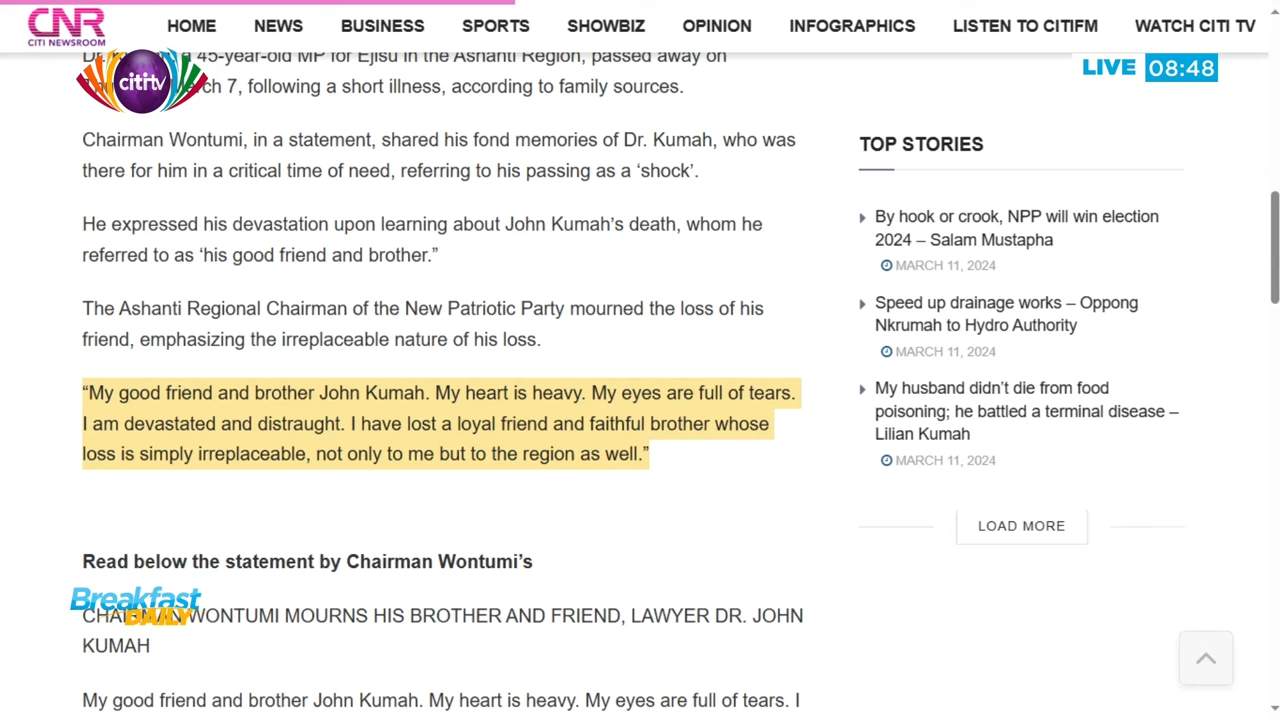 CNR
CITI NEWSROOM
HOME NEWS BUSINESS SPORTS SHOWBIZ OPINION INFOGRAPHICS LISTEN TO CITIFM WATCH CITI TV
45-year-old MP for Ejisu in the Ashanti Region, passed away on
7, following a short illness, according to family sources.
Chairman Wontumi, in a statement, shared his fond memories of Dr. Kumah, who was
there for him in a critical time of need, referring to his passing as a ‘shock’.
He expressed his devastation upon learning about John Kumah’s death, whom he
referred to as ‘his good friend and brother.”
The Ashanti Regional Chairman of the New Patriotic Party mourned the loss of his
friend, emphasizing the irreplaceable nature of his loss.
“My good friend and brother John Kumah. My heart is heavy. My eyes are full of tears.
I am devastated and distraught. I have lost a loyal friend and faithful brother whose
loss is simply irreplaceable, not only to me but to the region as well.”
Read below the statement by Chairman Wontumi’s
CHAIRMAN WONTUMI MOURNS HIS BROTHER AND FRIEND, LAWYER DR. JOHN
KUMAH
My good friend and brother John Kumah. My heart is heavy. My eyes are full of tears. I
citi tv
Breakfast
DAILY
LIVE 08:48
TOP STORIES
By hook or crook, NPP will win election
2024 – Salam Mustapha
MARCH 11, 2024
Speed up drainage works – Oppong
Nkrumah to Hydro Authority
MARCH 11, 2024
My husband didn’t die from food
poisoning; he battled a terminal disease –
Lilian Kumah
MARCH 11, 2024
LOAD MORE